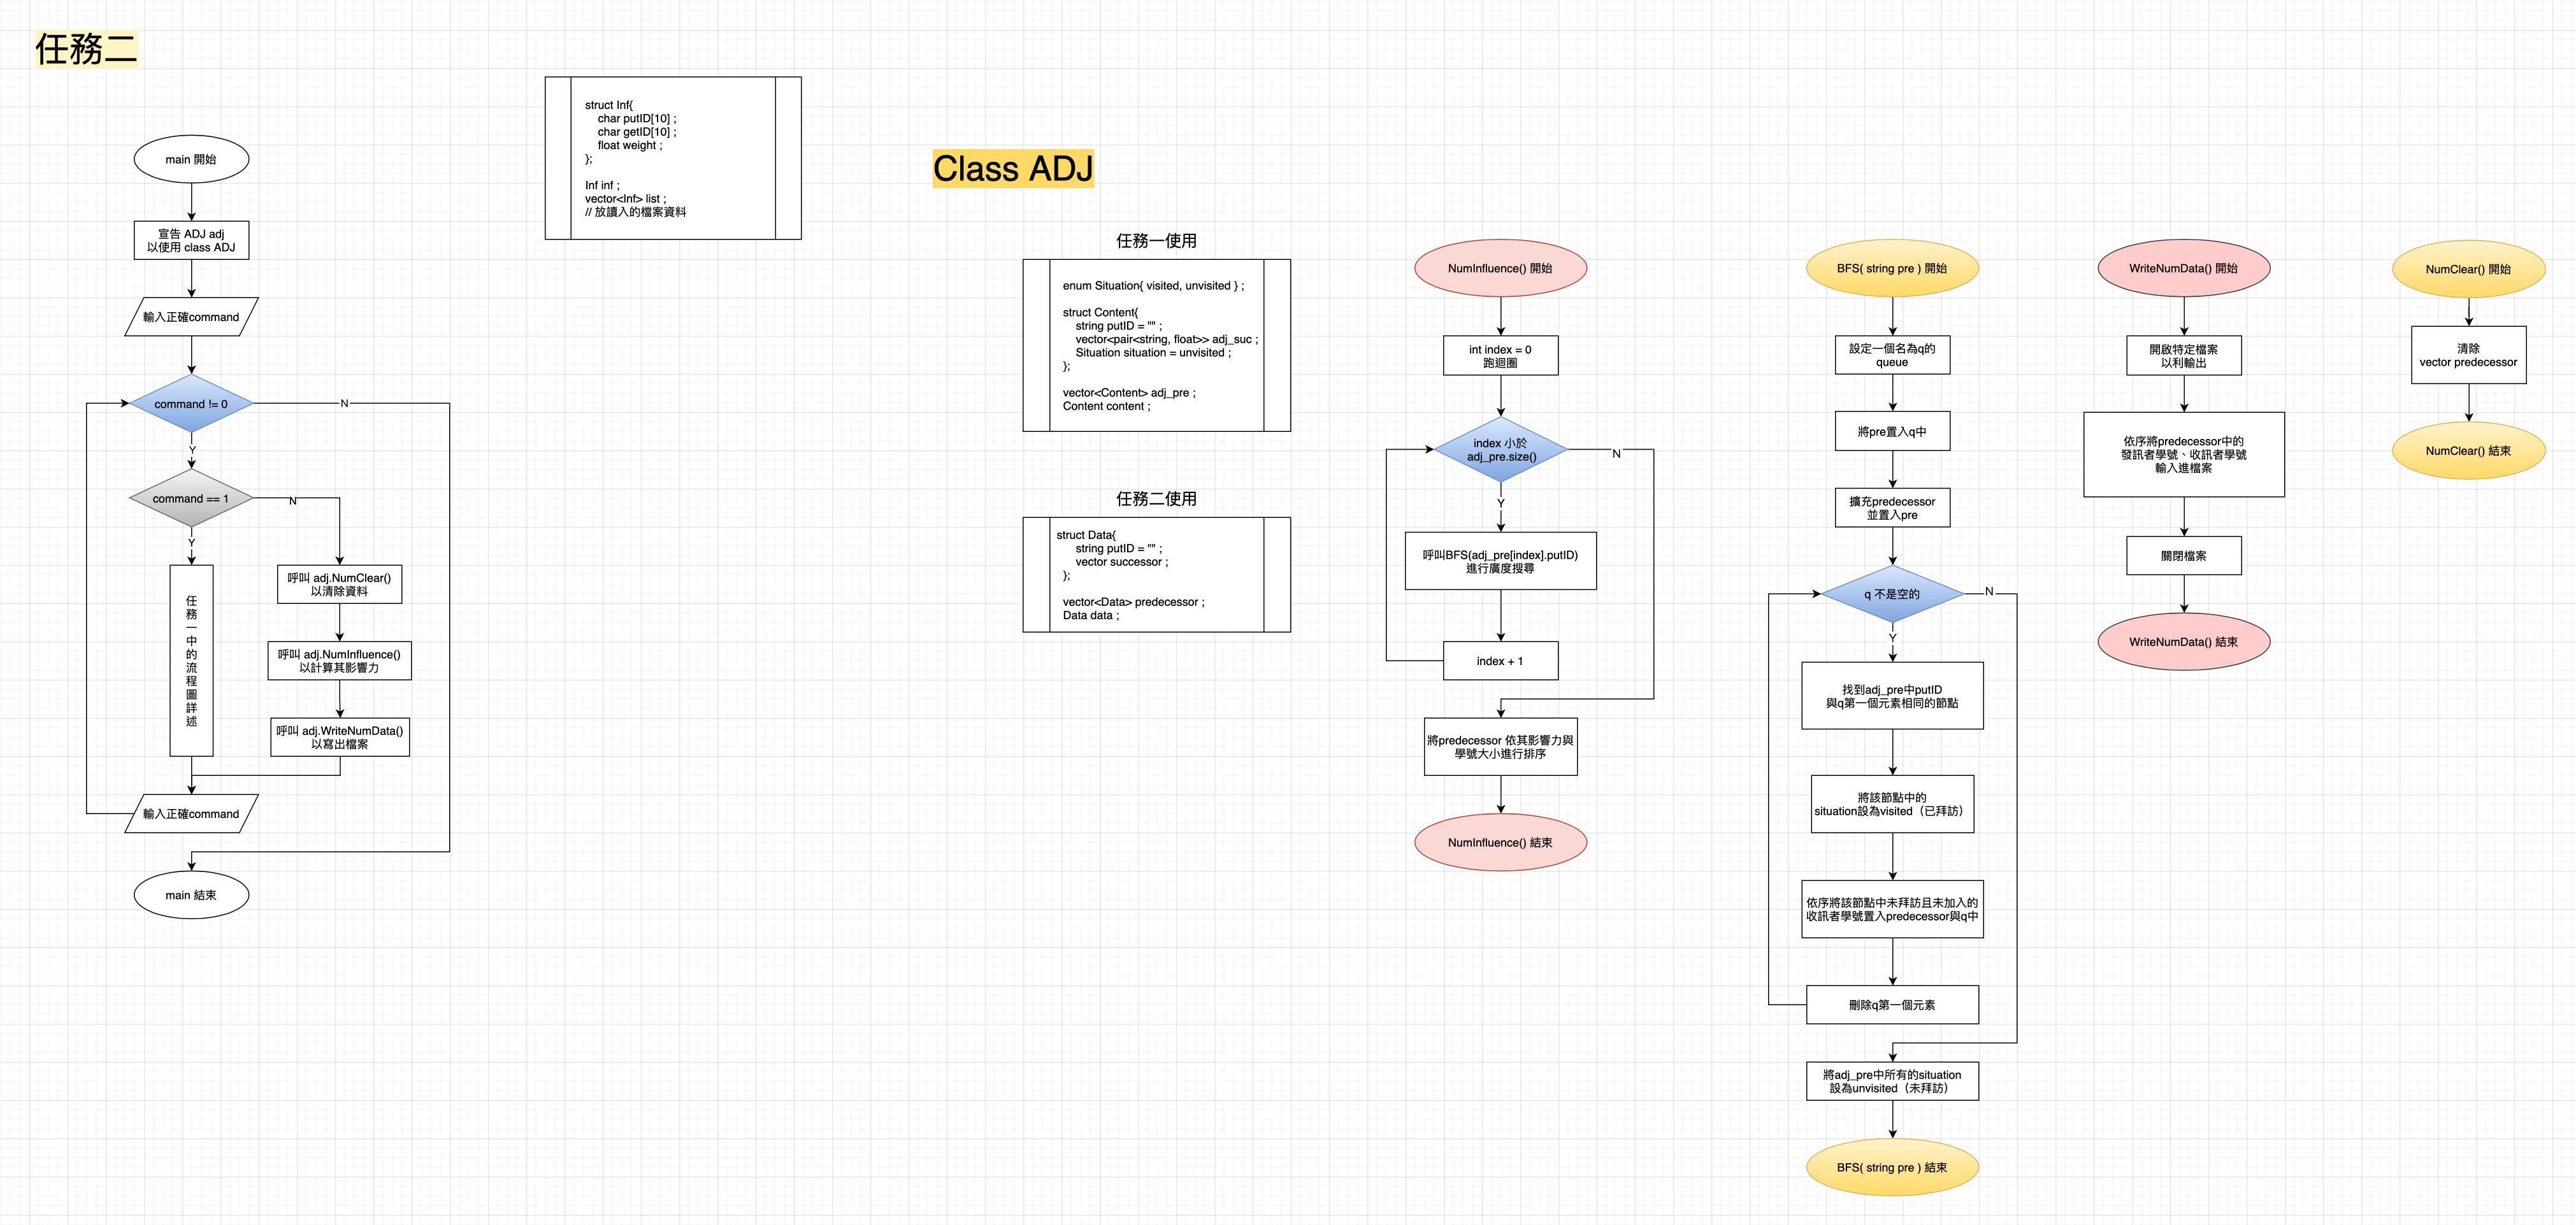 任務二
main 開始
宣告 ADJ adj
以使用 class ADJ
輸入正確command
command != 0
N
Y
command == 1
N
Y
任
務
一
中
的
流
程
圖
詳
述
呼叫 adj.NumClear()
以清除資料
呼叫 adj.NumInfluence()
以計算其影響力
呼叫 adj.WriteNumData()
以寫出檔案
輸入正確command
main 結束
struct Inf{
char putID[10] ;
char getID[10] ;
float weight ;
};
Inf inf ;
vector<Inf> list ;
// 放讀入的檔案資料
Class ADJ
任務一使用
enum Situation{ visited, unvisited } ;
struct Content{
string putID = "" ;
vector<pair<string, float>> adj_suc ;
Situation situation = unvisited ;
};
vector<Content> adj_pre ;
Content content ;
任務二使用
struct Data{
string putID = "" ;
vector successor ;
};
vector<Data> predecessor ;
Data data ;
NumInfluence() 開始
int index = 0
跑迴圈
index 小於
adj_pre.size()
N
Y
呼叫BFS(adj_pre[index].putID)
進行廣度搜尋
index + 1
將predecessor 依其影響力與
學號大小進行排序
NumInfluence() 結束
BFS( string pre ) 開始
設定一個名為q的
queue
將pre置入q中
擴充predecessor
並置入pre
q 不是空的
N
Y
找到adj_pre中putID
與q第一個元素相同的節點
將該節點中的
situation設為visited（已拜訪）
依序將該節點中未拜訪且未加入的
收訊者學號置入predecessor與q中
刪除q第一個元素
將adj_pre中所有的situation
設為unvisited（未拜訪）
BFS( string pre ) 結束
WriteNumData() 開始
開啟特定檔案
以利輸出
依序將predecessor中的
發訊者學號、收訊者學號
輸入進檔案
關閉檔案
WriteNumData() 結束
NumClear() 開始
清除
vector predecessor
NumClear() 結束